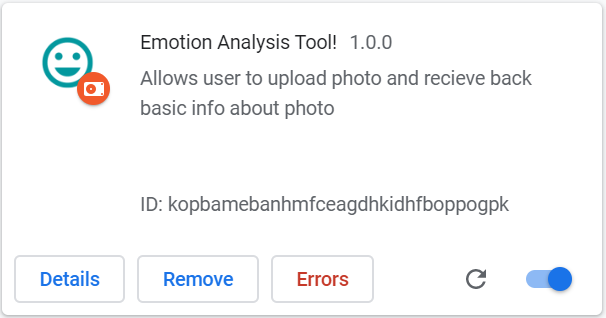 Emotion Analysis Tool! 1.0.0
Allows user to upload photo and recieve back
basic info about photo
ID: kopbamebanhmfceagdhkidhfboppogpk
Details Remove Errors